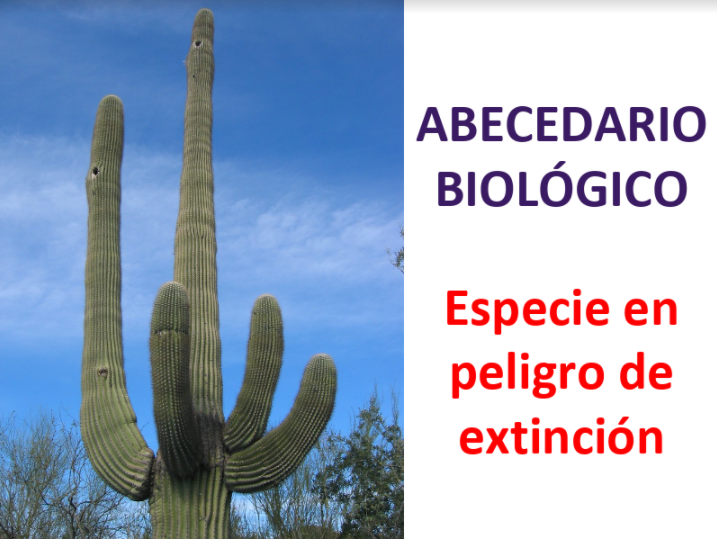 ABECEDARIO
BIOLÓGICO
Especie en
peligro de
extinción